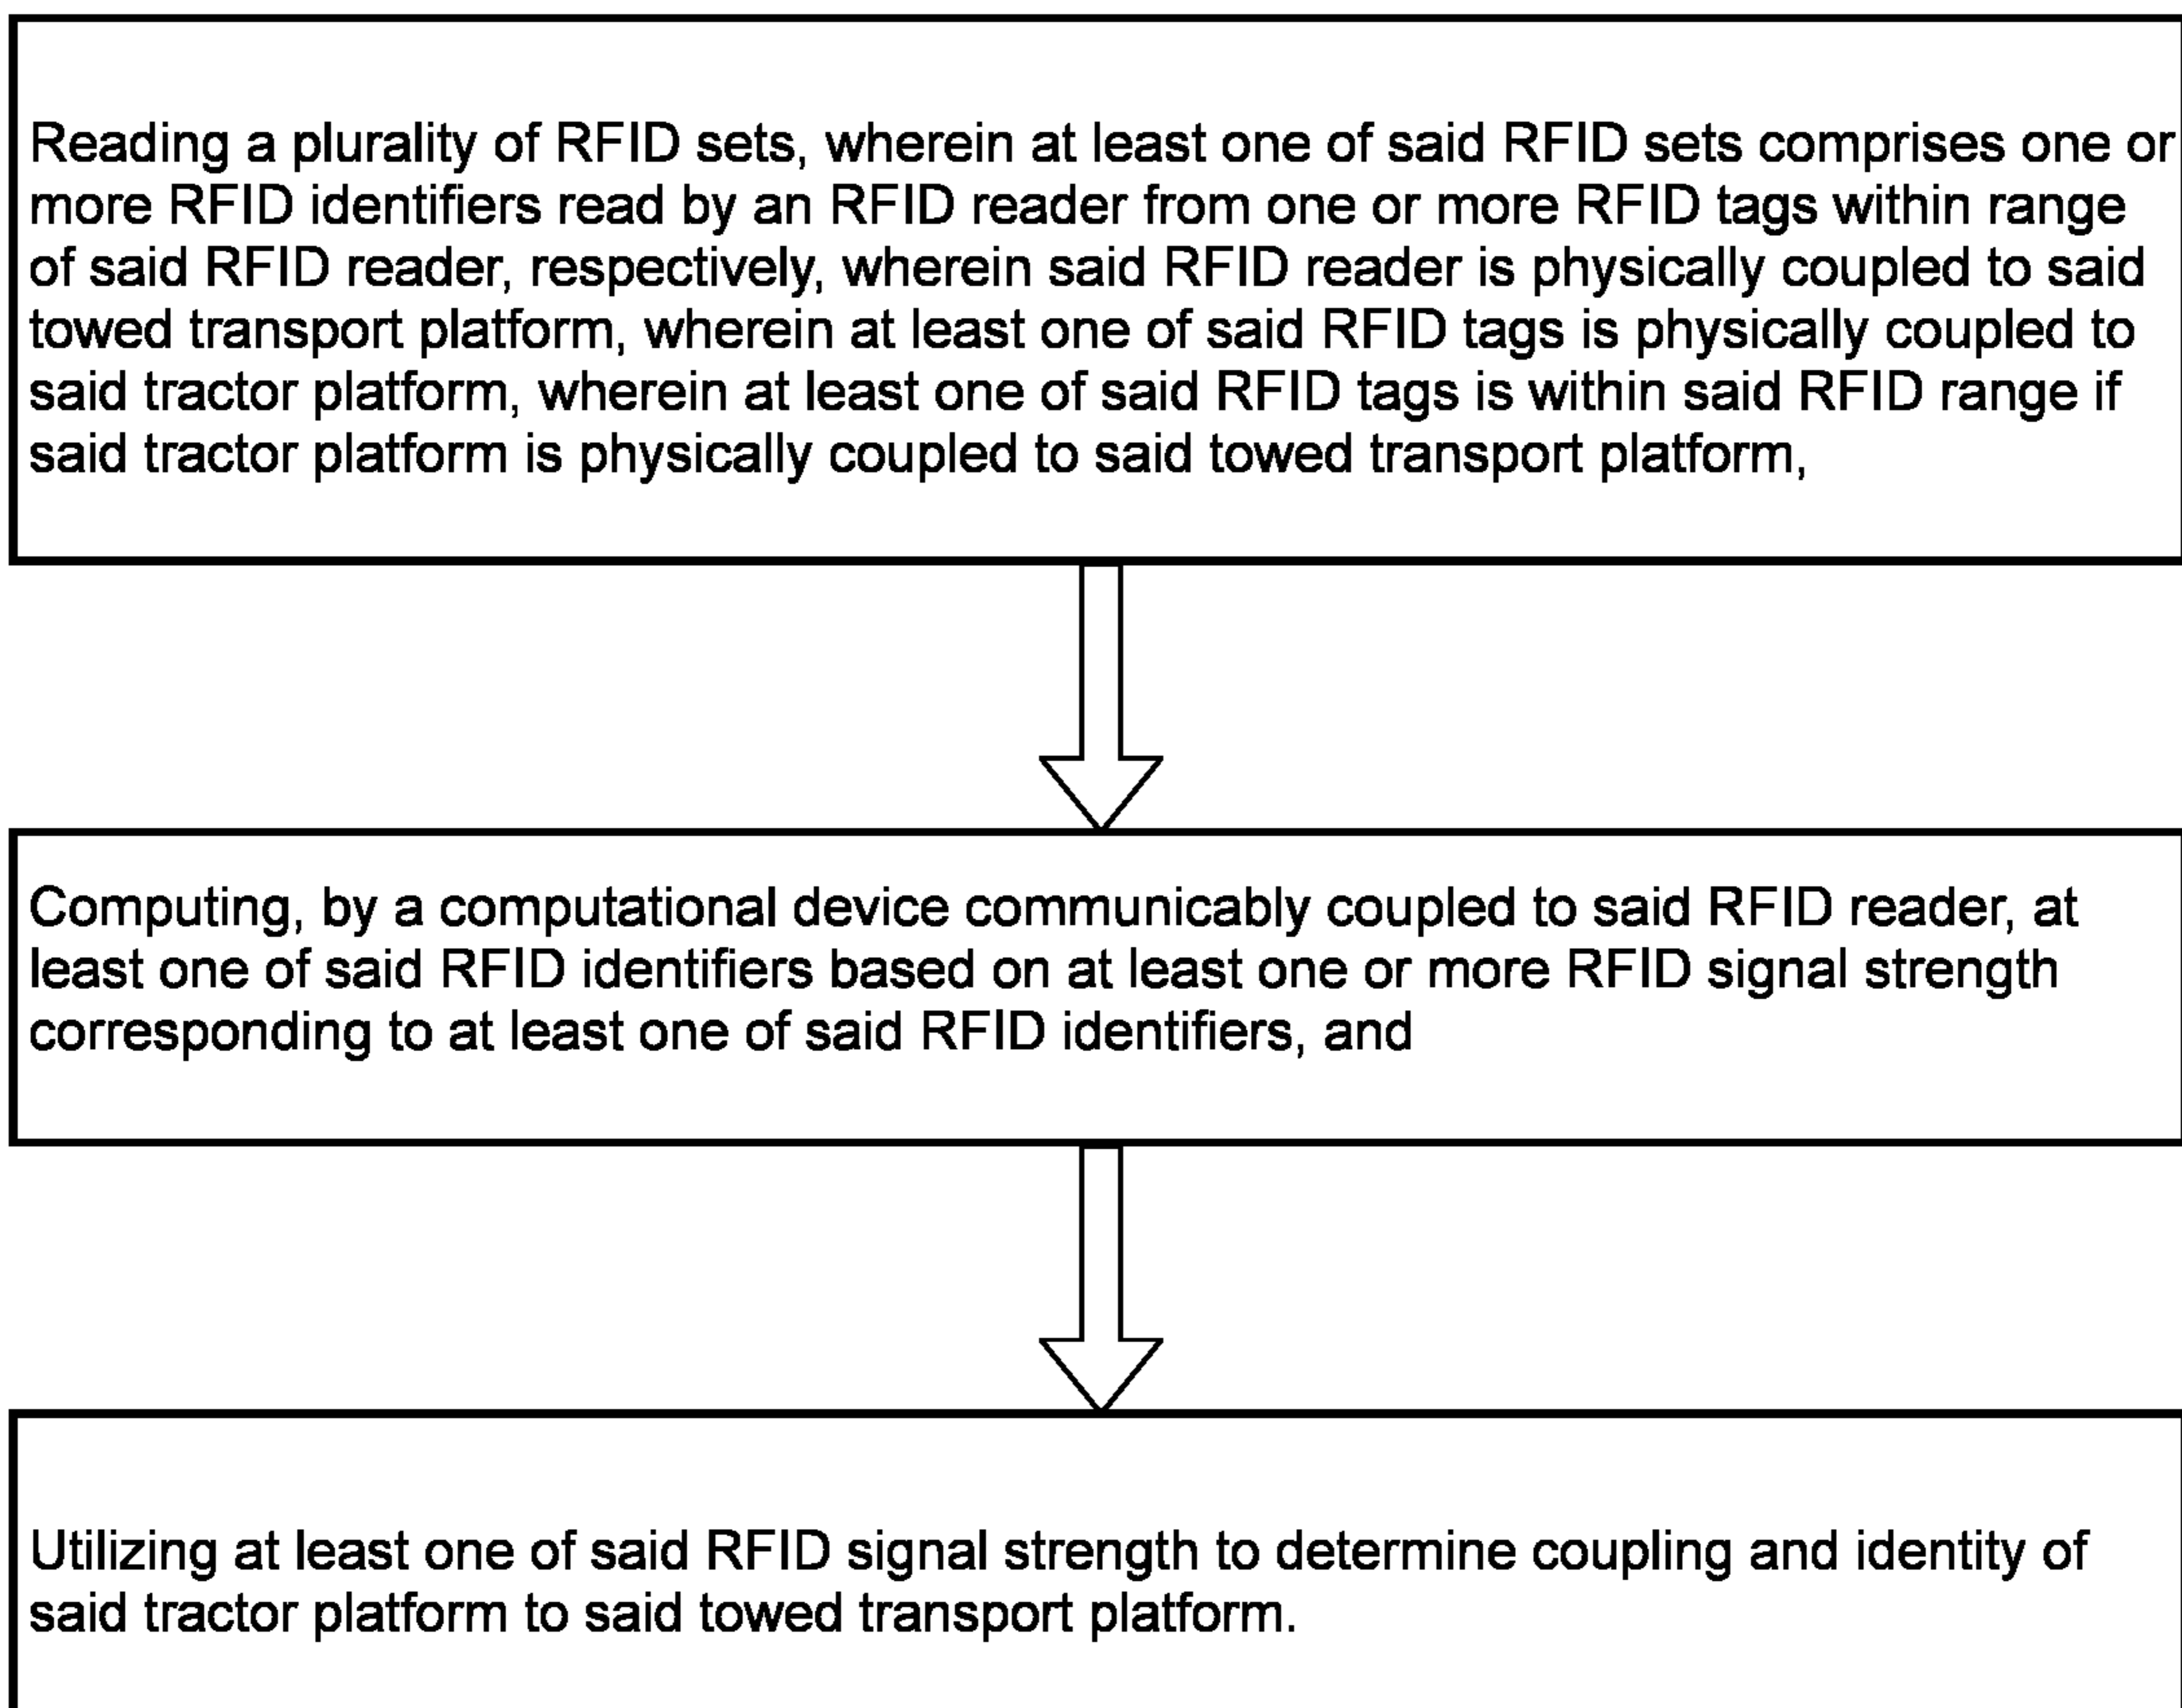 Reading a plurality of RFID sets, wherein at least one of said RFID sets comprises one or
more RFID identifiers read by an RFID reader from one or more RFID tags within range
of said RFID reader, respectively, wherein said RFID reader is physically coupled to said
towed transport platform, wherein at least one of said RFID tags is physically coupled to
said tractor platform, wherein at least one of said RFID tags is within said RFID range if
said tractor platform is physically coupled to said towed transport platform,
Computing, by a computational device communicably coupled to said RFID reader, at
least one of said RFID identifiers based on at least one or more RFID signal strength
corresponding to at least one of said RFID identifiers, and
Utilizing at least one of said RFID signal strength to determine coupling and identity of
said tractor platform to said towed transport platform.